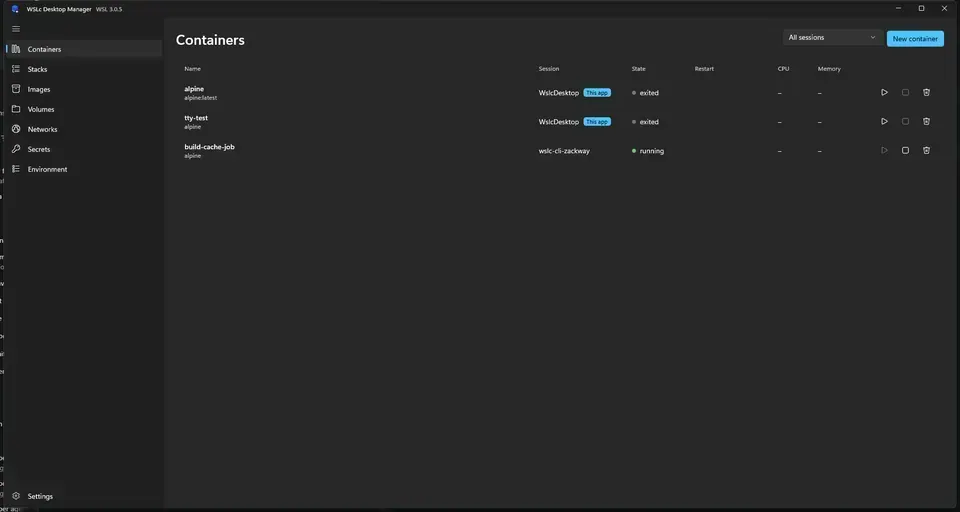 WSLc Desktop Manager WSL 3.0.5
Containers
Stacks
Images
Volumes
Networks
Secrets
Environment
Settings
Containers
All sessions
New container
Name Session State Restart CPU Memory
alpine WslcDesktop This app exited – –
alpine:latest
tty-test WslcDesktop This app exited – –
alpine
build-cache-job wslc-cli-zackway running – –
alpine